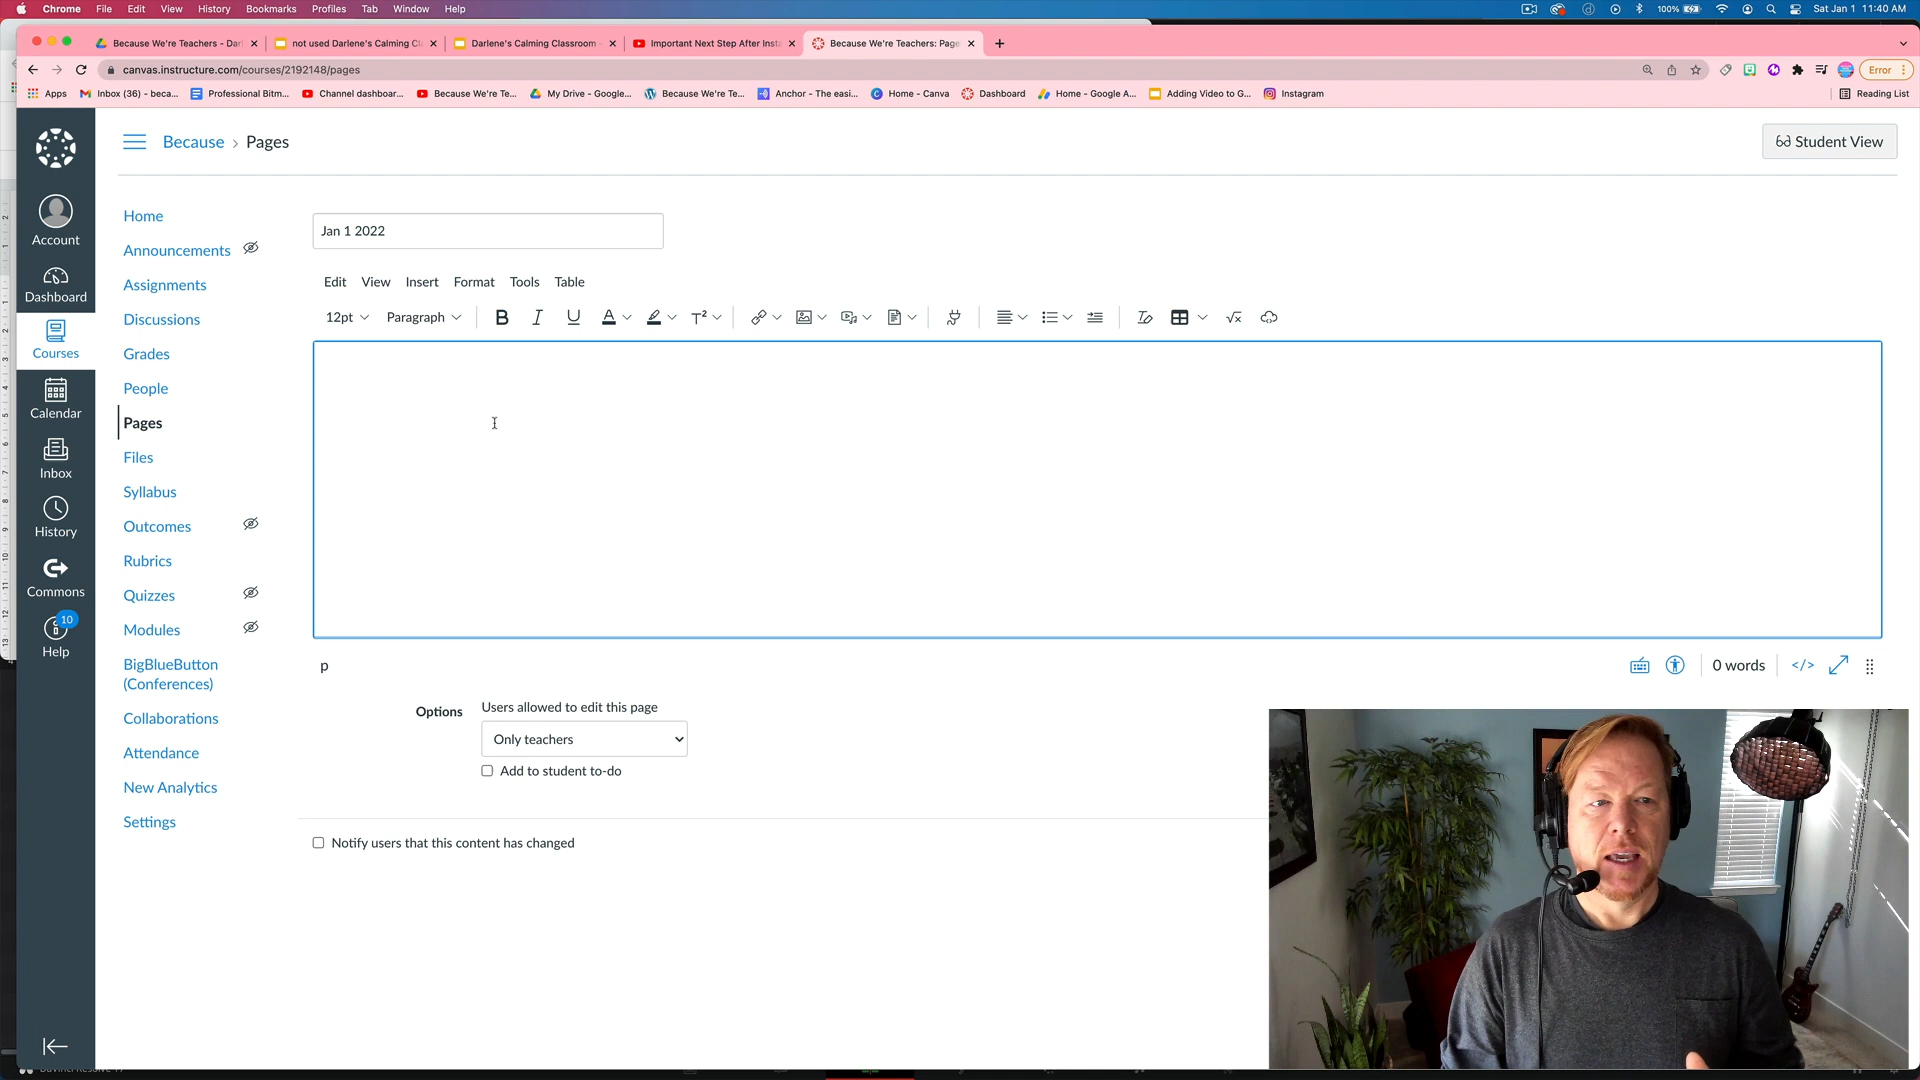 Chrome File Edit View History Bookmarks Profiles Tab Window Help 100% Sat Jan 1 11:40 AM
Because We're Teachers - Dar not used Darlene's Calming Cl Darlene's Calming Classroom - Important Next Step After Insta Because We're Teachers: Page
canvas.instructure.com/courses/2192148/pages Error
Apps Inbox (36) - beca... Professional Bitm... Channel dashboar... Because We're Te... My Drive - Google... Because We're Te... Anchor - The easi... Home - Canva Dashboard Home - Google A... Adding Video to G... Instagram Reading List
Because › Pages
Student View
Account
Dashboard
Courses
Calendar
Inbox
History
Commons
10
Help
Home
Announcements
Assignments
Discussions
Grades
People
Pages
Files
Syllabus
Outcomes
Rubrics
Quizzes
Modules
BigBlueButton
(Conferences)
Collaborations
Attendance
New Analytics
Settings
Jan 1 2022
Edit View Insert Format Tools Table
12pt Paragraph B I U A T²
p
0 words </>
Options
Users allowed to edit this page
Only teachers
Add to student to-do
Notify users that this content has changed